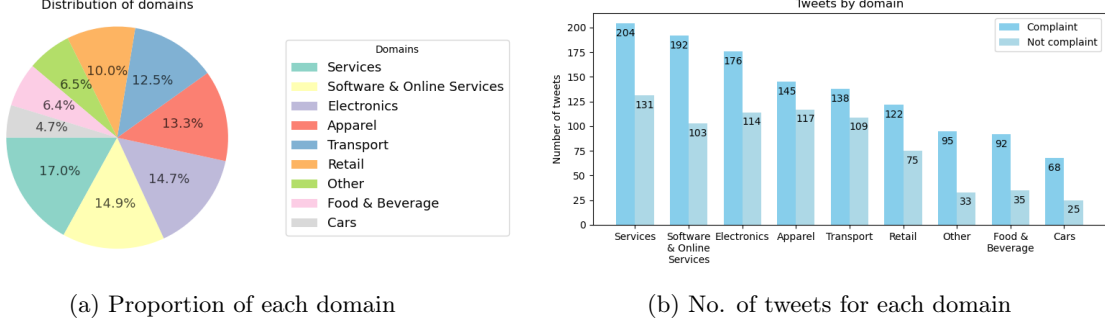 Distribution of domains
10.0%
12.5%
6.5%
6.4%
13.3%
4.7%
17.0%
14.7%
14.9%
Domains
Services
Software & Online Services
Electronics
Apparel
Transport
Retail
Other
Food & Beverage
Cars
(a) Proportion of each domain
Tweets by domain
Complaint
Not complaint
Number of tweets
200
175
150
125
100
75
50
25
0
204
131
192
103
176
114
145
117
138
109
122
75
95
33
92
35
68
25
Services
Software
& Online
Services
Electronics
Apparel
Transport
Retail
Other
Food &
Beverage
Cars
(b) No. of tweets for each domain